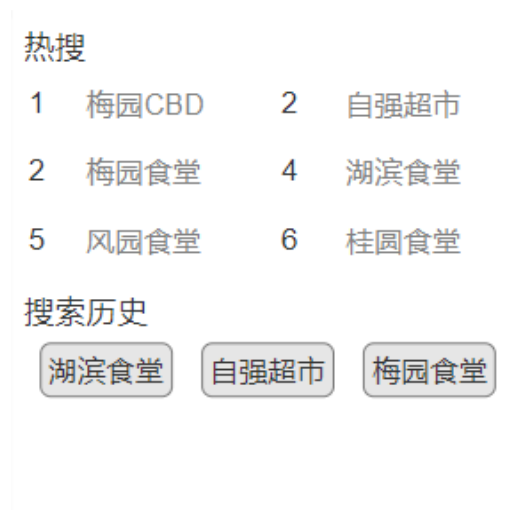 热搜
1 梅园CBD 2 自强超市
2 梅园食堂 4 湖滨食堂
5 风园食堂 6 桂圆食堂
搜索历史
湖滨食堂 自强超市 梅园食堂